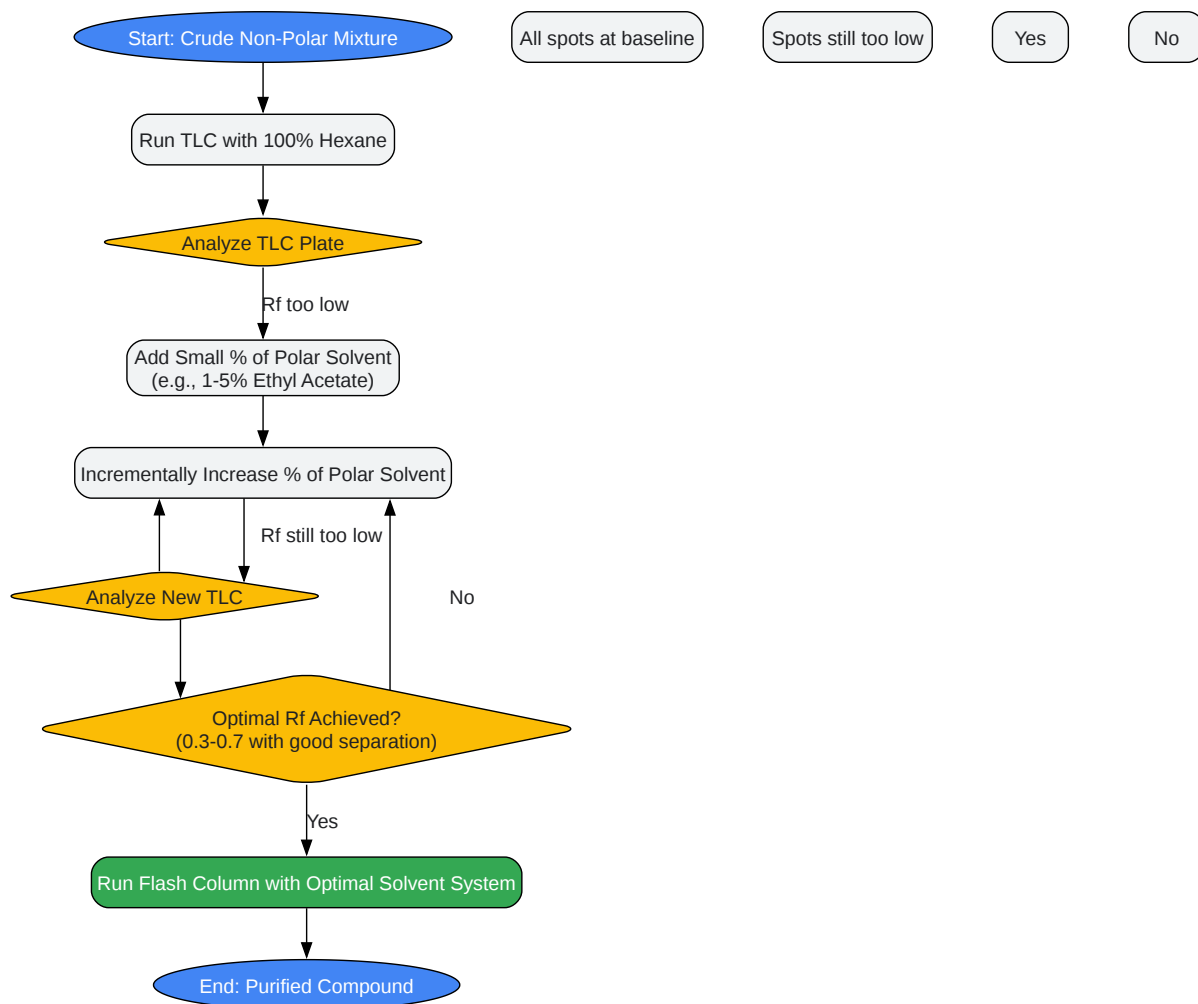 Start: Crude Non-Polar Mixture
All spots at baseline
Spots still too low
Yes
No
Run TLC with 100% Hexane
Analyze TLC Plate
Rf too low
Add Small % of Polar Solvent
(e.g., 1-5% Ethyl Acetate)
Incrementally Increase % of Polar Solvent
Rf still too low
Analyze New TLC
No
Optimal Rf Achieved?
(0.3-0.7 with good separation)
Yes
Run Flash Column with Optimal Solvent System
End: Purified Compound